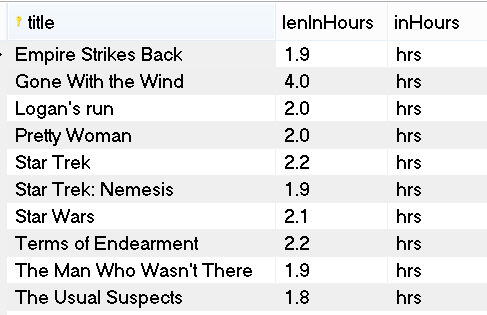 title lenInHours inHours
Empire Strikes Back 1.9 hrs
Gone With the Wind 4.0 hrs
Logan's run 2.0 hrs
Pretty Woman 2.0 hrs
Star Trek 2.2 hrs
Star Trek: Nemesis 1.9 hrs
Star Wars 2.1 hrs
Terms of Endearment 2.2 hrs
The Man Who Wasn't There 1.9 hrs
The Usual Suspects 1.8 hrs